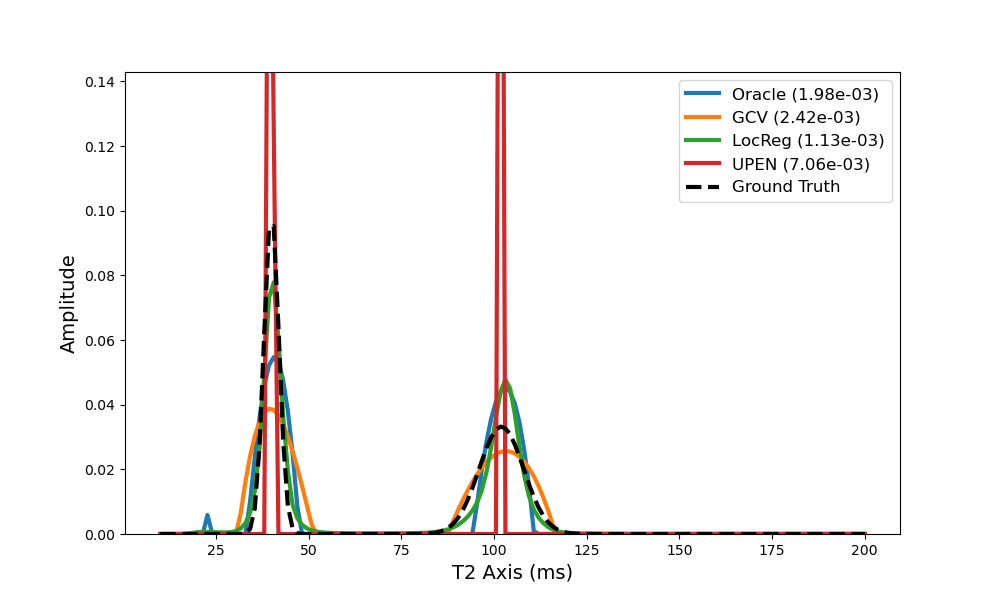 0.14
0.12
0.10
0.08
0.06
0.04
0.02
0.00
Amplitude
Oracle (1.98e-03)
GCV (2.42e-03)
LocReg (1.13e-03)
UPEN (7.06e-03)
Ground Truth
25 50 75 100 125 150 175 200
T2 Axis (ms)